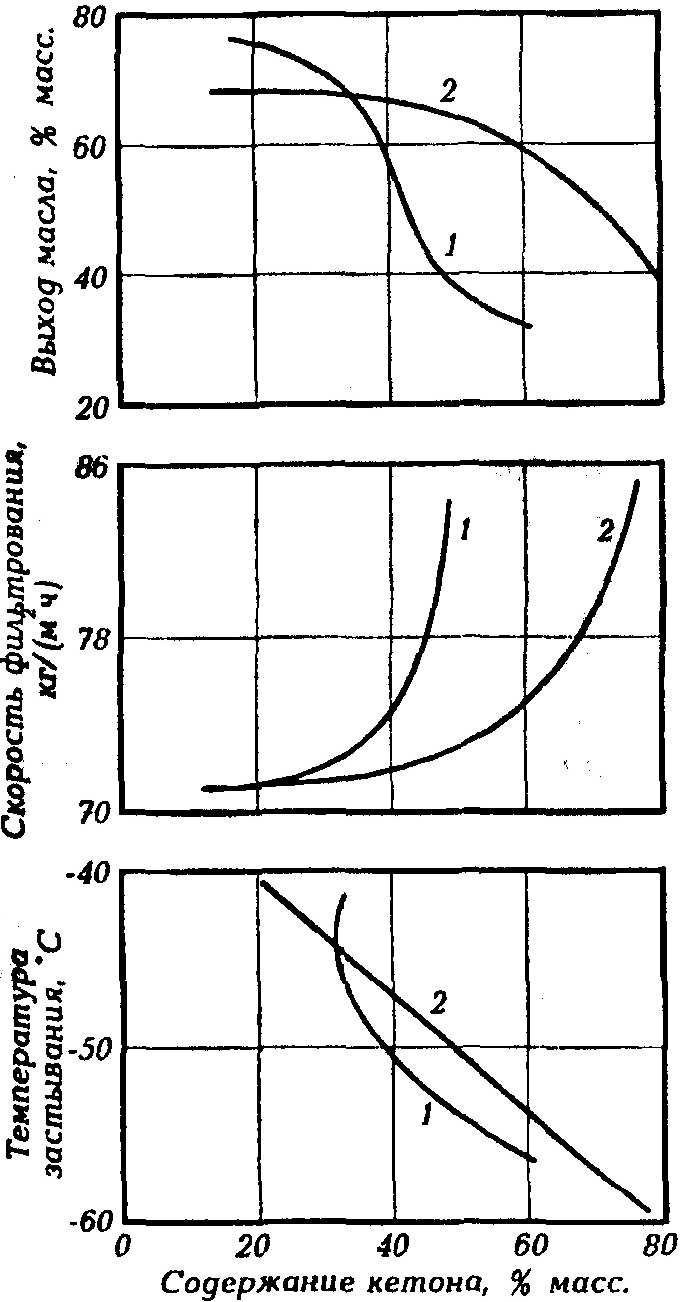 Выход масла, % масс.
80
60
40
20
2
1
Скорость фильтрования,
кг/(м² ч)
86
78
70
1
2
Температура
застывания, °С
-40
-50
-60
2
1
0 20 40 60 80
Содержание кетона, % масс.